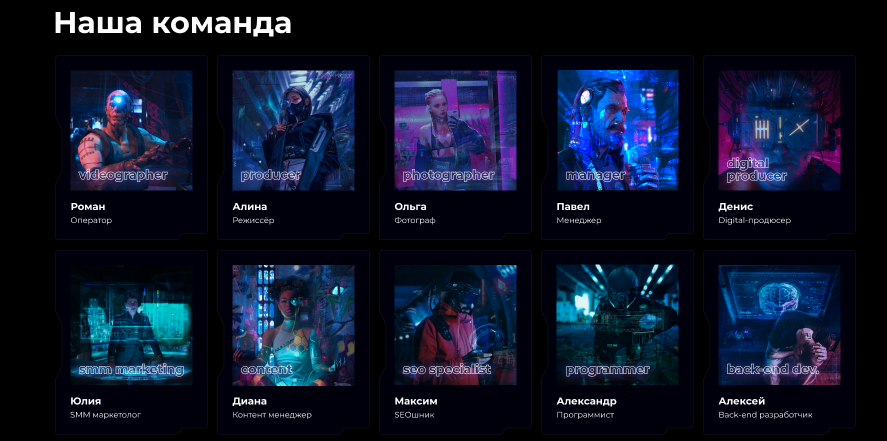 Наша команда
videographer
Роман
Оператор
producer
Алина
Режиссёр
photographer
Ольга
Фотограф
manager
Павел
Менеджер
digital
producer
Денис
Digital-продюсер
smm marketing
Юлия
SMM маркетолог
content
Диана
Контент менеджер
seo specialist
Максим
SEOшник
programmer
Александр
Программист
back-end dev.
Алексей
Back-end разработчик